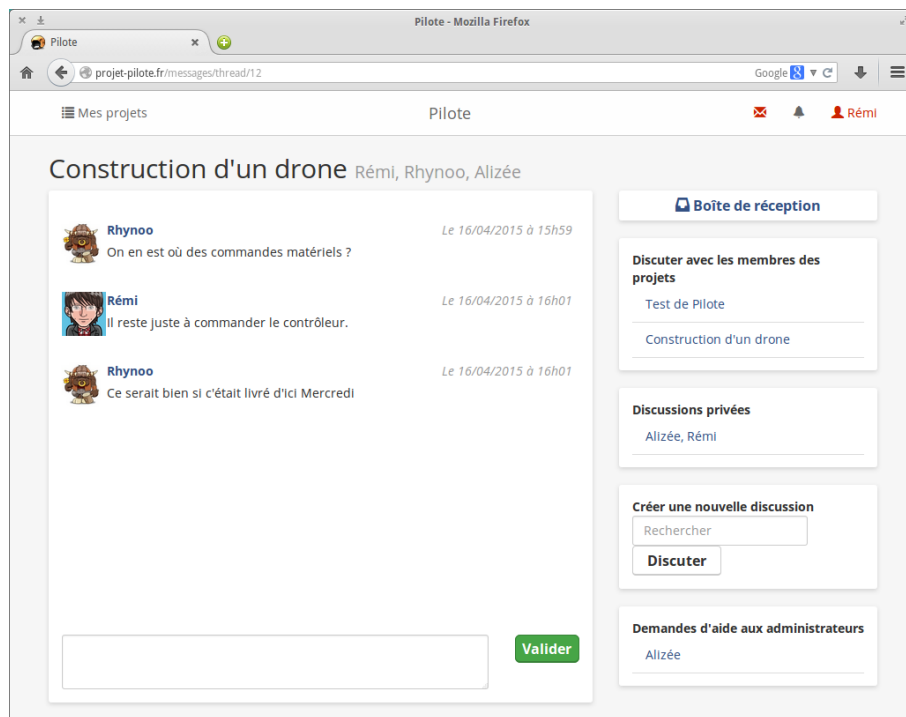 Pilote - Mozilla Firefox
Pilote
projet-pilote.fr/messages/thread/12
Google
Mes projets
Pilote
Rémi
Construction d'un drone Rémi, Rhynoo, Alizée
Rhynoo
Le 16/04/2015 à 15h59
On en est où des commandes matériels ?
Rémi
Le 16/04/2015 à 16h01
Il reste juste à commander le contrôleur.
Rhynoo
Le 16/04/2015 à 16h01
Ce serait bien si c'était livré d'ici Mercredi
Valider
Boîte de réception
Discuter avec les membres des
projets
Test de Pilote
Construction d'un drone
Discussions privées
Alizée, Rémi
Créer une nouvelle discussion
Rechercher
Discuter
Demandes d'aide aux administrateurs
Alizée